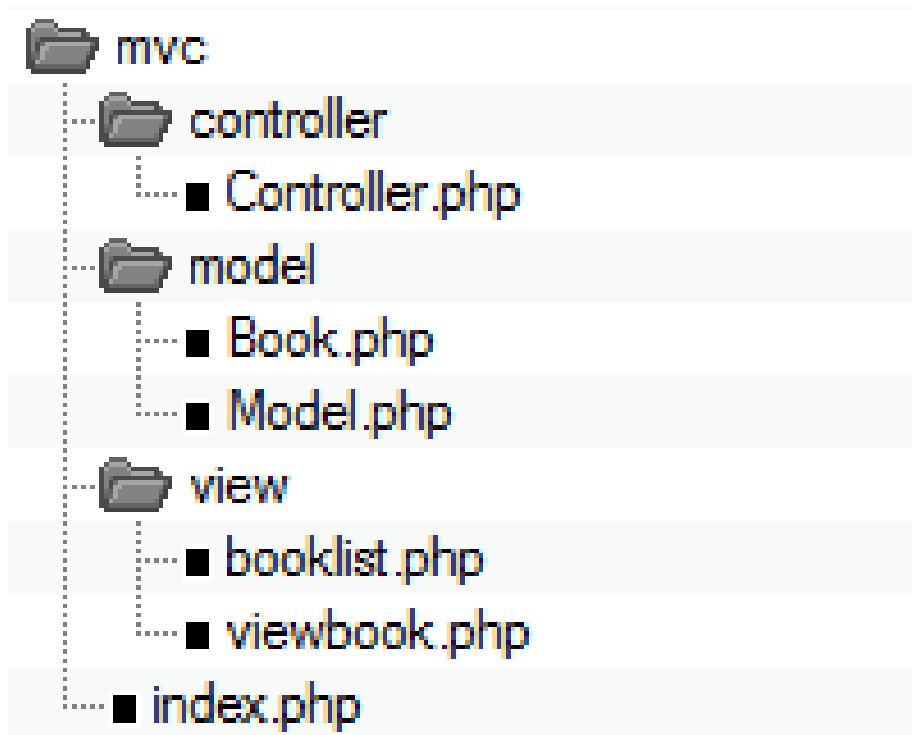 mvc
controller
Controller.php
model
Book.php
Model.php
view
booklist.php
viewbook.php
index.php